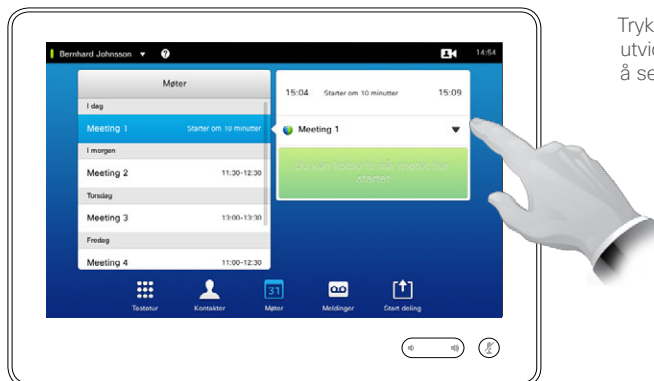 Bernhard Johnsson
14:54
Møter
I dag
Meeting 1 Starter om 10 minutter
I morgen
Meeting 2 11:30-12:30
Torsdag
Meeting 3 13:00-13:30
Fredag
Meeting 4 11:00-12:30
15:04 Starter om 10 minutter 15:09
Meeting 1
Du kan koble til når møtet har
startet
Tastatur
Kontakter
31
Møter
Meldinger
Start deling
Tryk
utvid
å se